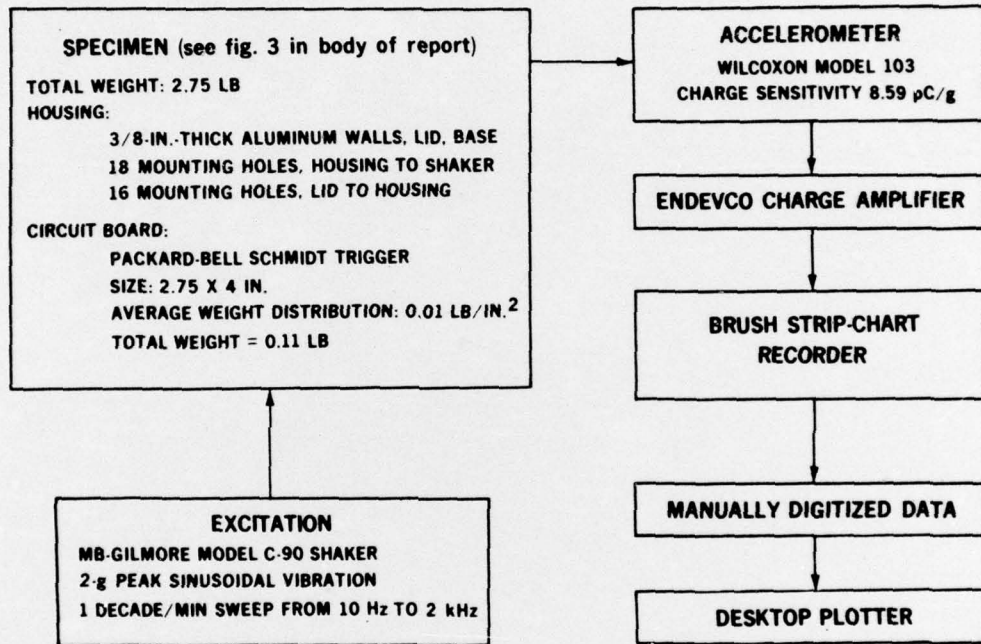 SPECIMEN (see fig. 3 in body of report)
TOTAL WEIGHT: 2.75 LB
HOUSING:
3/8-IN.-THICK ALUMINUM WALLS, LID, BASE
18 MOUNTING HOLES, HOUSING TO SHAKER
16 MOUNTING HOLES, LID TO HOUSING
CIRCUIT BOARD:
PACKARD-BELL SCHMIDT TRIGGER
SIZE: 2.75 X 4 IN.
AVERAGE WEIGHT DISTRIBUTION: 0.01 LB/IN.²
TOTAL WEIGHT = 0.11 LB
EXCITATION
MB-GILMORE MODEL C-90 SHAKER
2-g PEAK SINUSOIDAL VIBRATION
1 DECADE/MIN SWEEP FROM 10 Hz TO 2 kHz
ACCELEROMETER
WILCOXON MODEL 103
CHARGE SENSITIVITY 8.59 pC/g
ENDEVCO CHARGE AMPLIFIER
BRUSH STRIP-CHART
RECORDER
MANUALLY DIGITIZED DATA
DESKTOP PLOTTER